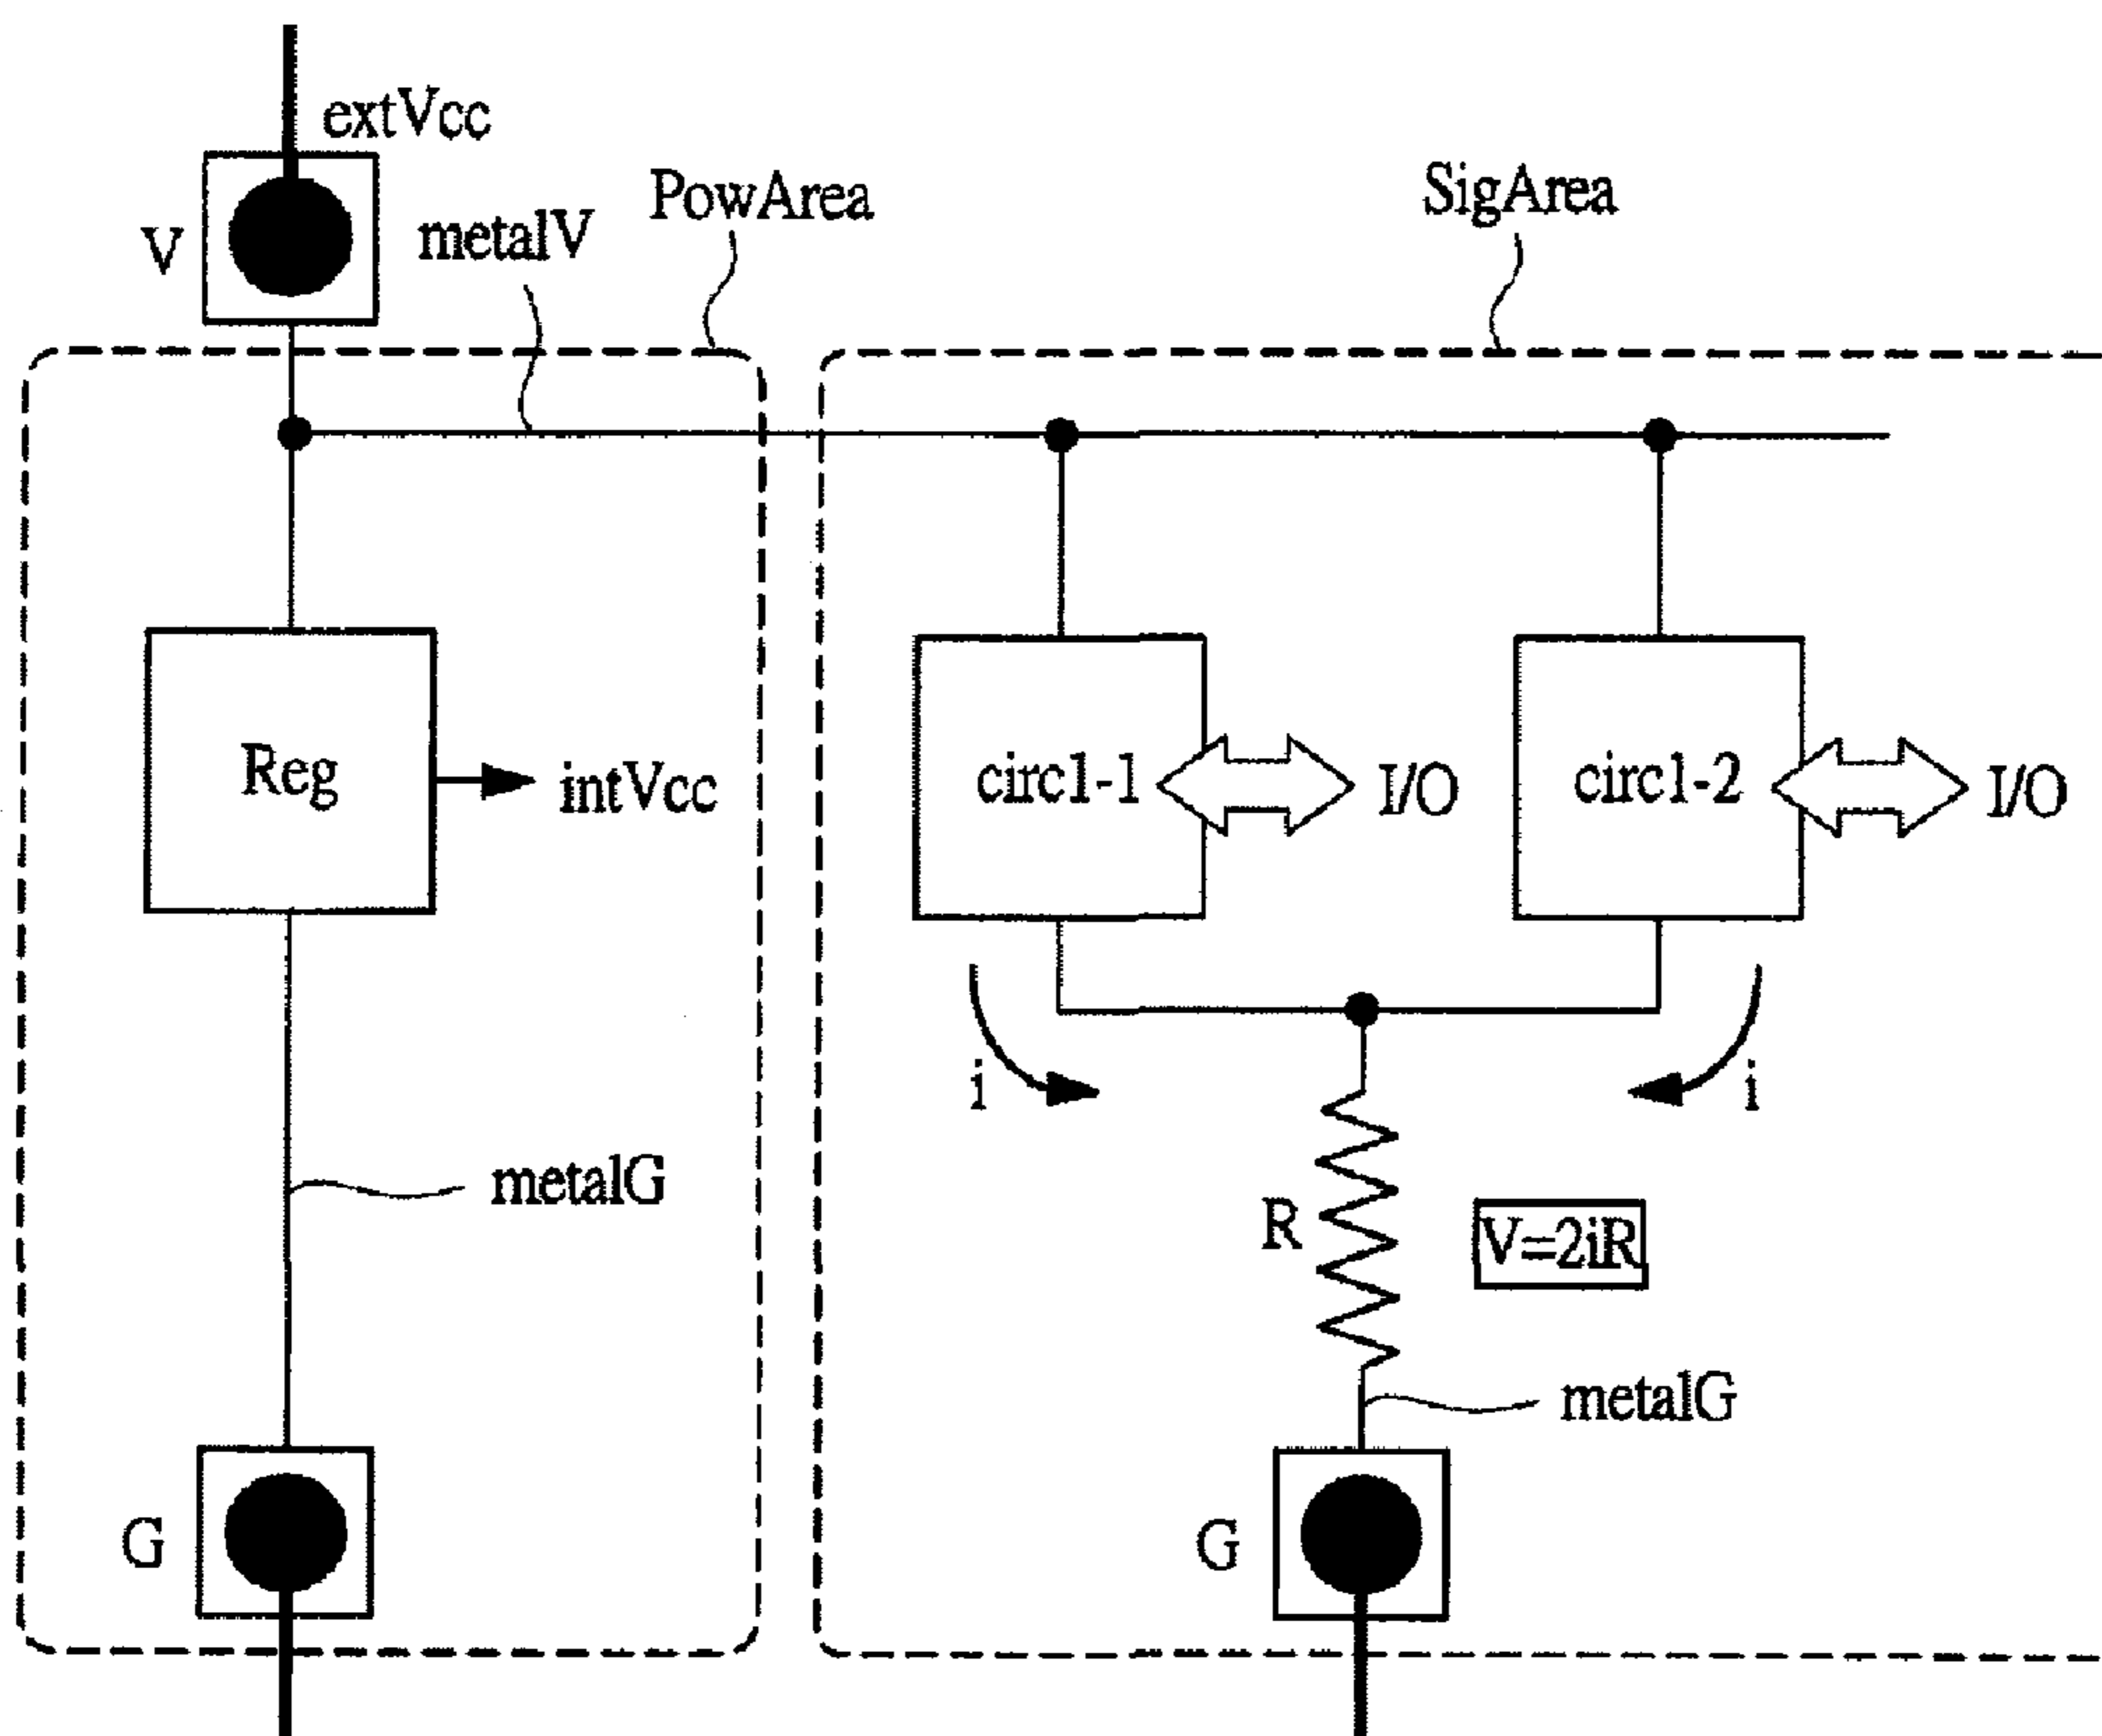 extVcc
V
metalV
PowArea
SigArea
Reg
intVcc
circ1-1
I/O
circ1-2
I/O
i
i
metalG
R
V=2iR
metalG
G
G